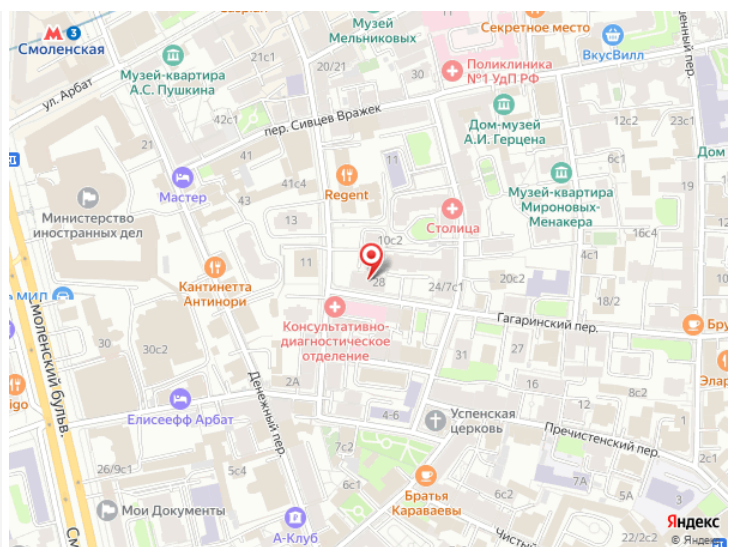 Музей
Мельниковых
Секретное место
3
Смоленская
21с1
20/21
30
Поликлиника
№1 УдП РФ
ВкусВилл
Музей-квартира
А.С. Пушкина
ул. Арбат
42с1
пер. Сивцев Вражек
12с2
23с1
Дом-музей
А.И. Герцена
21
11
6с1
Дом
Мастер
41с4
Regent
Музей-квартира
Мироновых-
Менакера
19
43
13
Столица
Министерство
иностранных дел
10с2
11
28
24/7с1
20с2
Кантинетта
Антинори
18/2
МИД
Гагаринский пер.
Консультативно-
диагностическое
отделение
30
30с2
27
31
Смоленский бульв.
2А
16
8с2
Денежный пер.
Елисеефф Арбат
4-6
12
Успенская
церковь
Пречистенский пер.
7с2
26/9с1
5с4
2с1
6с2
7А
5А
3
Мои Документы
Братья
Караваевы
А-Клуб
6с2
22/2с2
Яндекс